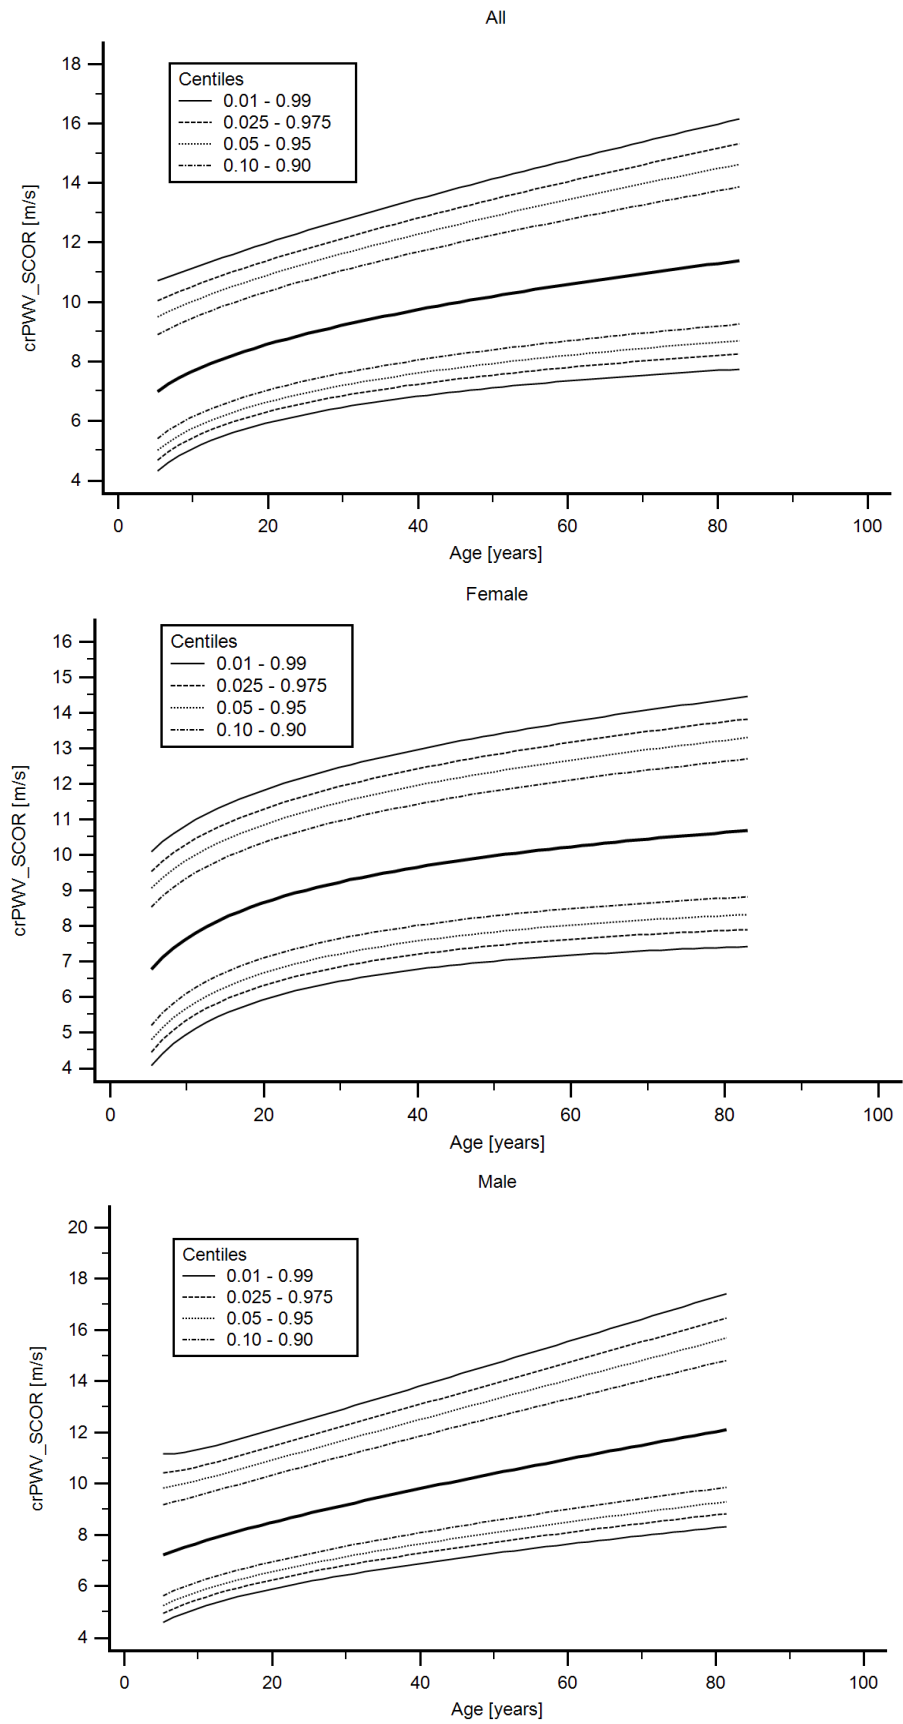 All
18
16
14
12
10
8
6
4
crPWV_SCOR [m/s]
Centiles
0.01 - 0.99
0.025 - 0.975
0.05 - 0.95
0.10 - 0.90
0 20 40 60 80 100
Age [years]
Female
16
15
14
13
12
11
10
9
8
7
6
5
4
crPWV_SCOR [m/s]
Centiles
0.01 - 0.99
0.025 - 0.975
0.05 - 0.95
0.10 - 0.90
0 20 40 60 80 100
Age [years]
Male
20
18
16
14
12
10
8
6
4
crPWV_SCOR [m/s]
Centiles
0.01 - 0.99
0.025 - 0.975
0.05 - 0.95
0.10 - 0.90
0 20 40 60 80 100
Age [years]